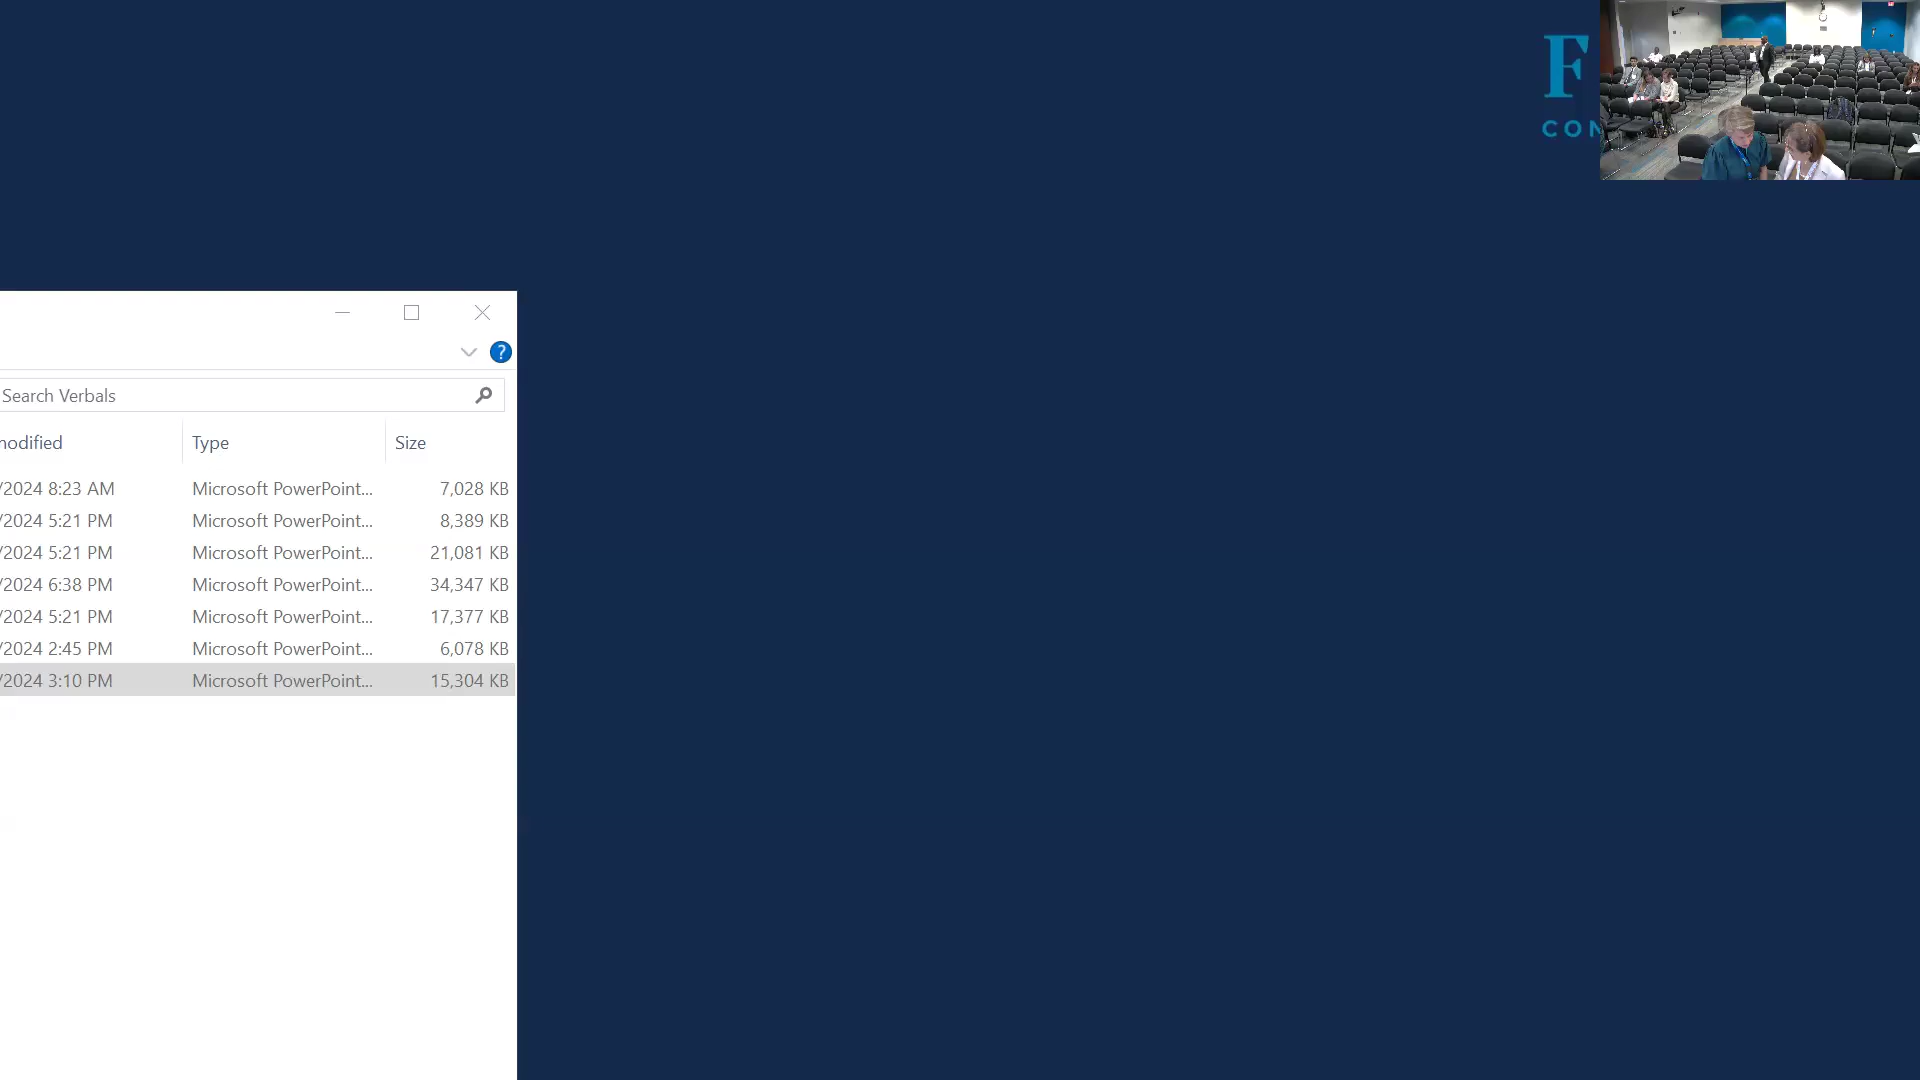 F
CON
?
Search Verbals
modified Type Size
/2024 8:23 AM Microsoft PowerPoint... 7,028 KB
/2024 5:21 PM Microsoft PowerPoint... 8,389 KB
/2024 5:21 PM Microsoft PowerPoint... 21,081 KB
/2024 6:38 PM Microsoft PowerPoint... 34,347 KB
/2024 5:21 PM Microsoft PowerPoint... 17,377 KB
/2024 2:45 PM Microsoft PowerPoint... 6,078 KB
/2024 3:10 PM Microsoft PowerPoint... 15,304 KB